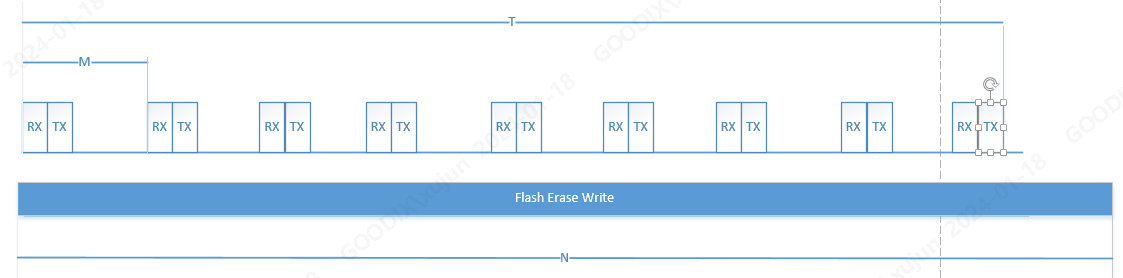 T
M
RX TX RX TX RX TX RX TX RX TX RX TX RX TX RX TX RX TX
Flash Erase Write
N
2024-01-18
GOODIX
GOODIX\xujun 2024-01-18
GOODIX
\xujun 2024-01-18